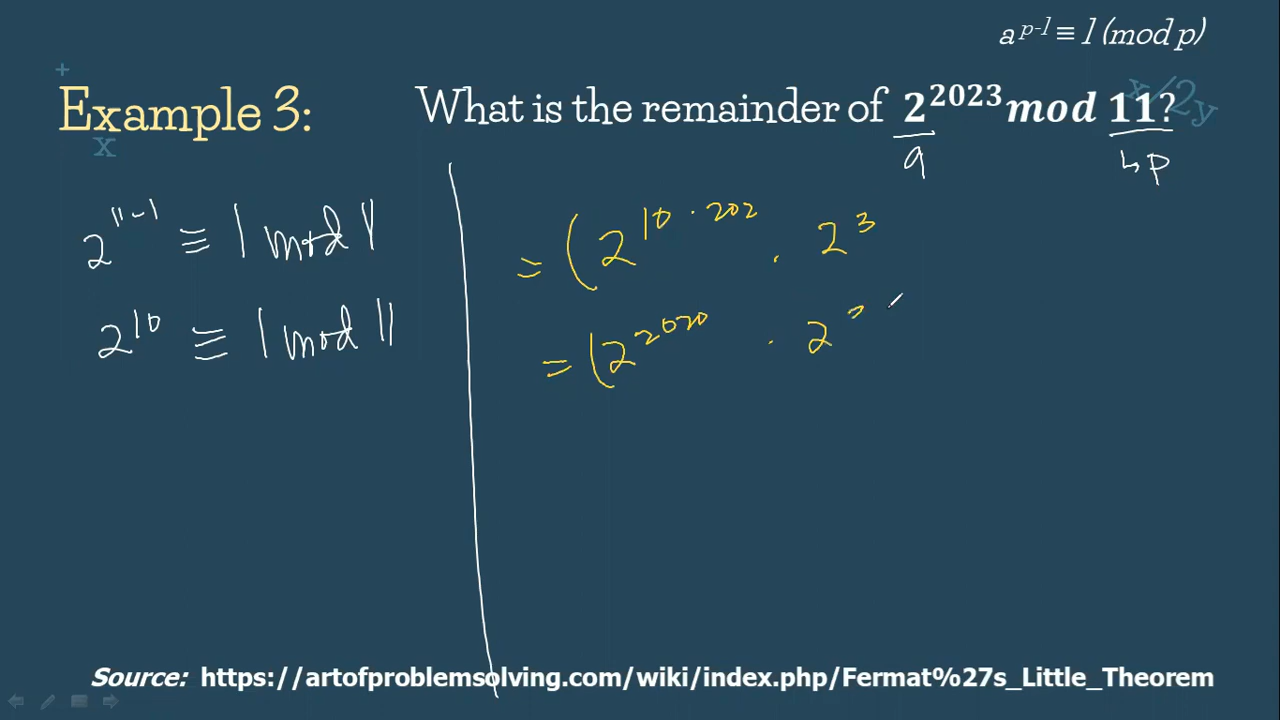 a^{p-1} ≡ 1 (mod p)
Example 3: What is the remainder of 2^{2023} mod 11?
+
x
x/2y
a
↳ p
2^{11-1} ≡ 1 mod 11
2^{10} ≡ 1 mod 11
= (2^{10 · 202} · 2^3
= (2^{2020} · 2
Source: https://artofproblemsolving.com/wiki/index.php/Fermat%27s_Little_Theorem